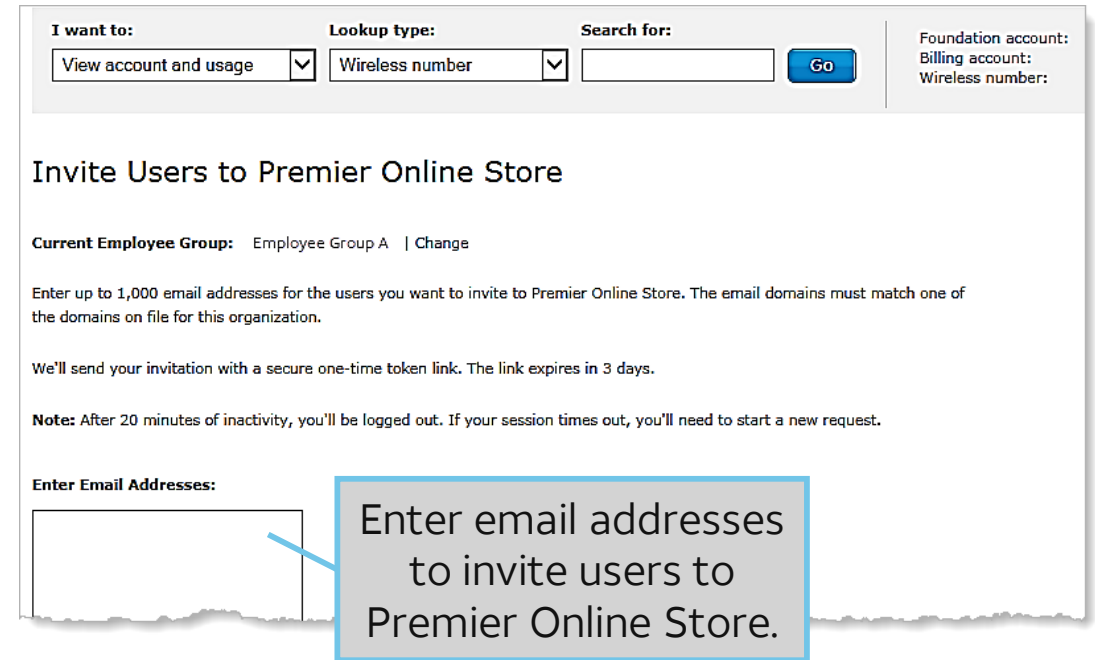 I want to:
Lookup type:
Search for:
View account and usage
Wireless number
Go
Foundation account:
Billing account:
Wireless number:
Invite Users to Premier Online Store
Current Employee Group: Employee Group A | Change
Enter up to 1,000 email addresses for the users you want to invite to Premier Online Store. The email domains must match one of
the domains on file for this organization.
We'll send your invitation with a secure one-time token link. The link expires in 3 days.
Note: After 20 minutes of inactivity, you'll be logged out. If your session times out, you'll need to start a new request.
Enter Email Addresses:
Enter email addresses
to invite users to
Premier Online Store.